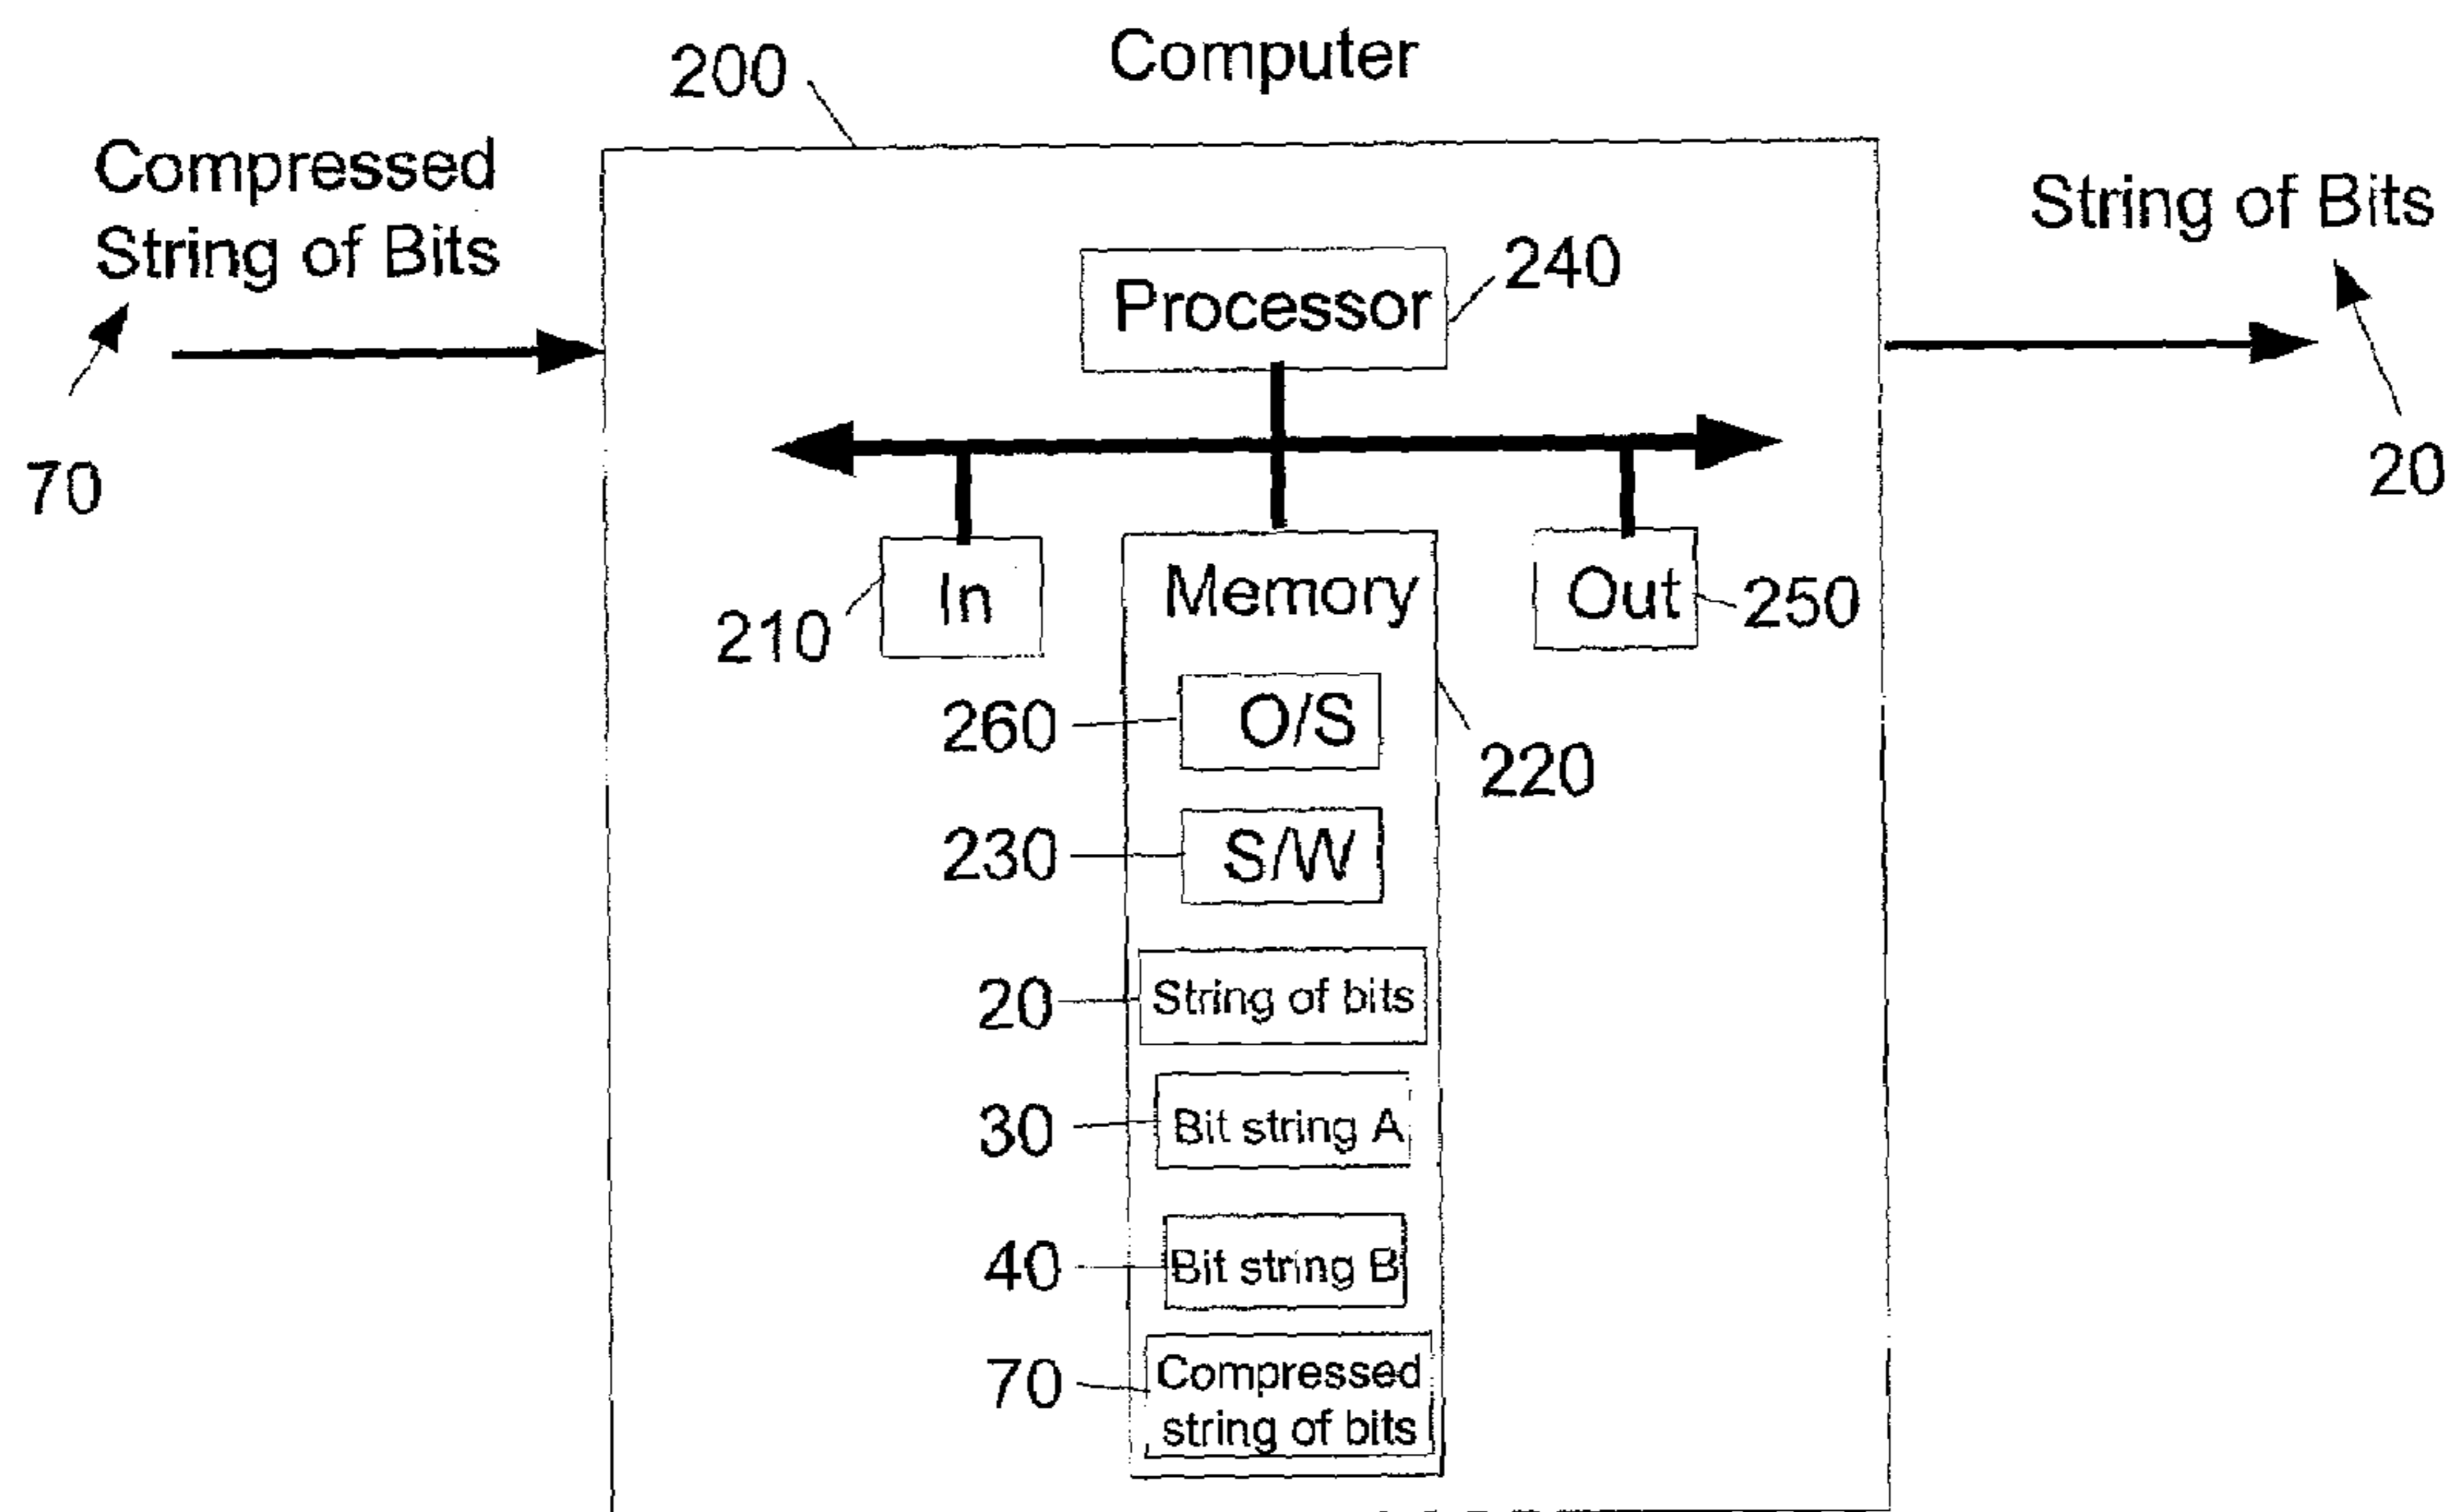 Computer
200
Compressed
String of Bits
String of Bits
Processor
240
70
20
In
210
Memory
Out
250
260
O/S
220
230
S/W
20
String of bits
30
Bit string A
40
Bit string B
70
Compressed
string of bits